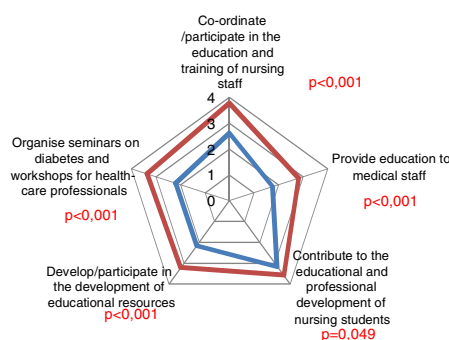 Co-ordinate
/participate in the
education and
training of nursing
staff
p<0,001
4
3
2
1
0
Provide education to
medical staff
p<0,001
Contribute to the
educational and
professional
development of
nursing students
p=0,049
Develop/participate in
the development of
educational resources
p<0,001
Organise seminars on
diabetes and
workshops for health-
care professionals
p<0,001